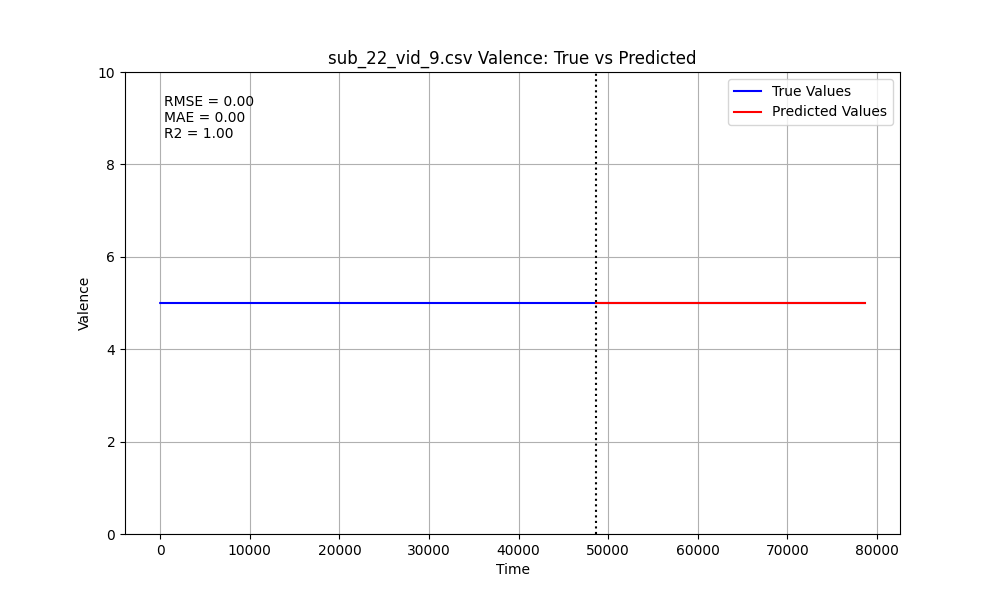 sub_22_vid_9.csv Valence: True vs Predicted
RMSE = 0.00
MAE = 0.00
R2 = 1.00
True Values
Predicted Values
Valence
10
8
6
4
2
0
0 10000 20000 30000 40000 50000 60000 70000 80000
Time